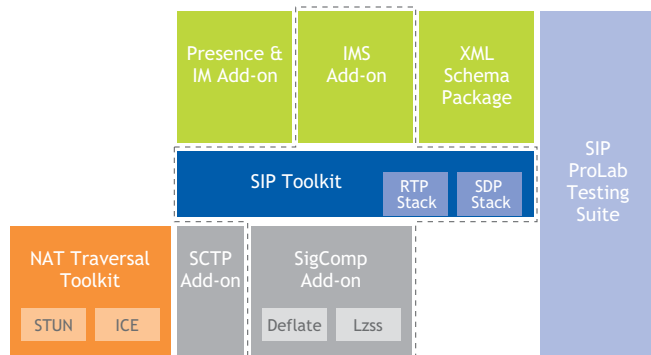 Presence &
IM Add-on
IMS
Add-on
XML
Schema
Package
SIP
ProLab
Testing
Suite
SIP Toolkit
RTP
Stack
SDP
Stack
NAT Traversal
Toolkit
STUN
ICE
SCTP
Add-on
SigComp
Add-on
Deflate
Lzss